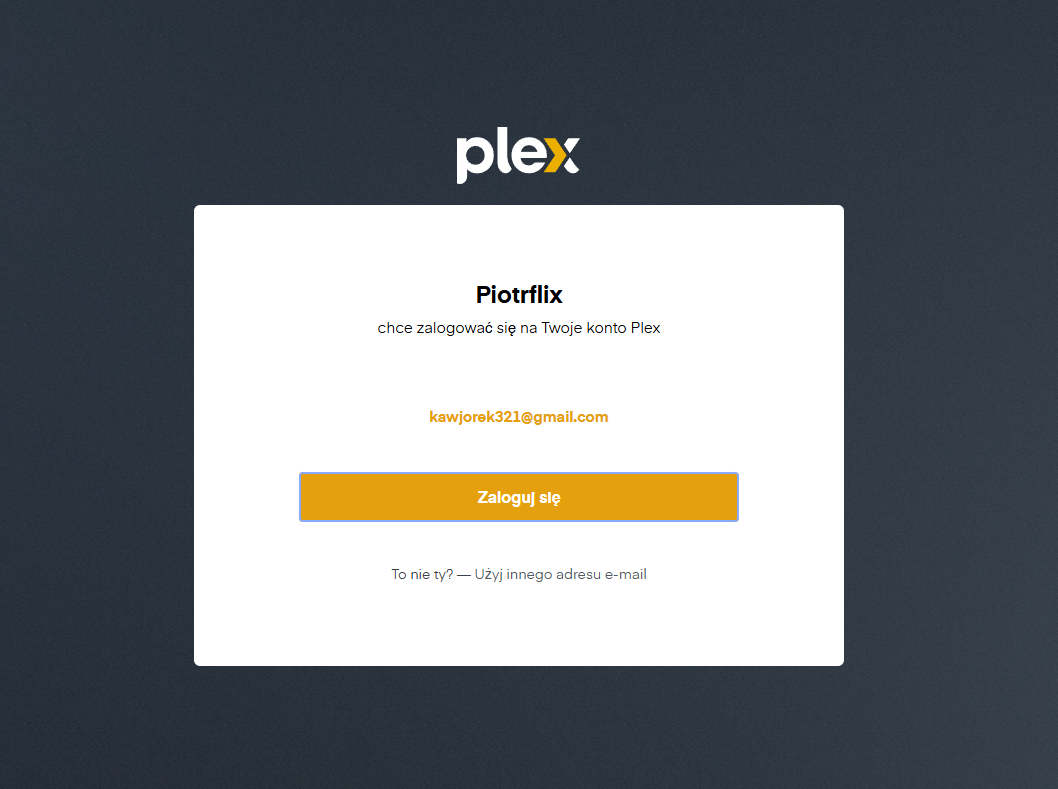 plex
Piotrflix
chce zalogować się na Twoje konto Plex
kawjorek321@gmail.com
Zaloguj się
To nie ty? — Użyj innego adresu e-mail